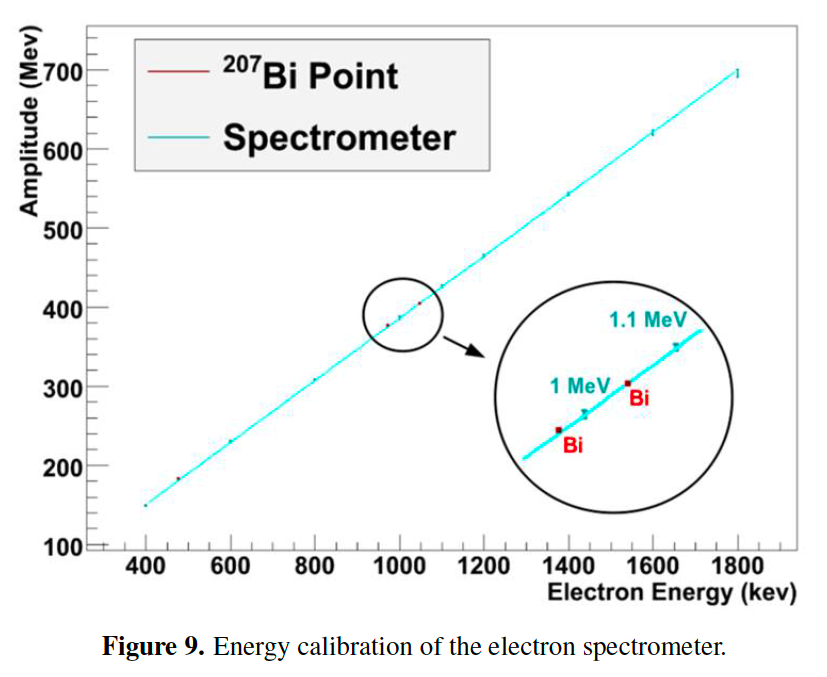 Amplitude (Mev)
700
600
500
400
300
200
100
²⁰⁷Bi Point
Spectrometer
1.1 MeV
1 MeV
Bi
Bi
400 600 800 1000 1200 1400 1600 1800
Electron Energy (kev)
Figure 9. Energy calibration of the electron spectrometer.